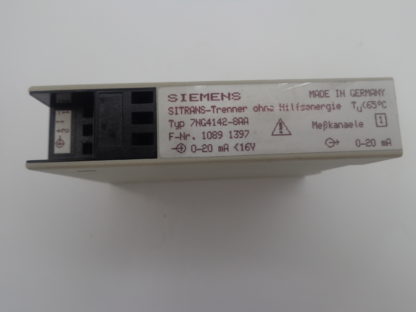 SIEMENS MADE IN GERMANY
SITRANS-Trenner ohne Hilfsenergie Tu<65°C
Typ 7NG4142-8AA
F-Nr. 1089 1397 Meßkanaele 1
0-20 mA <16V 0-20 mA